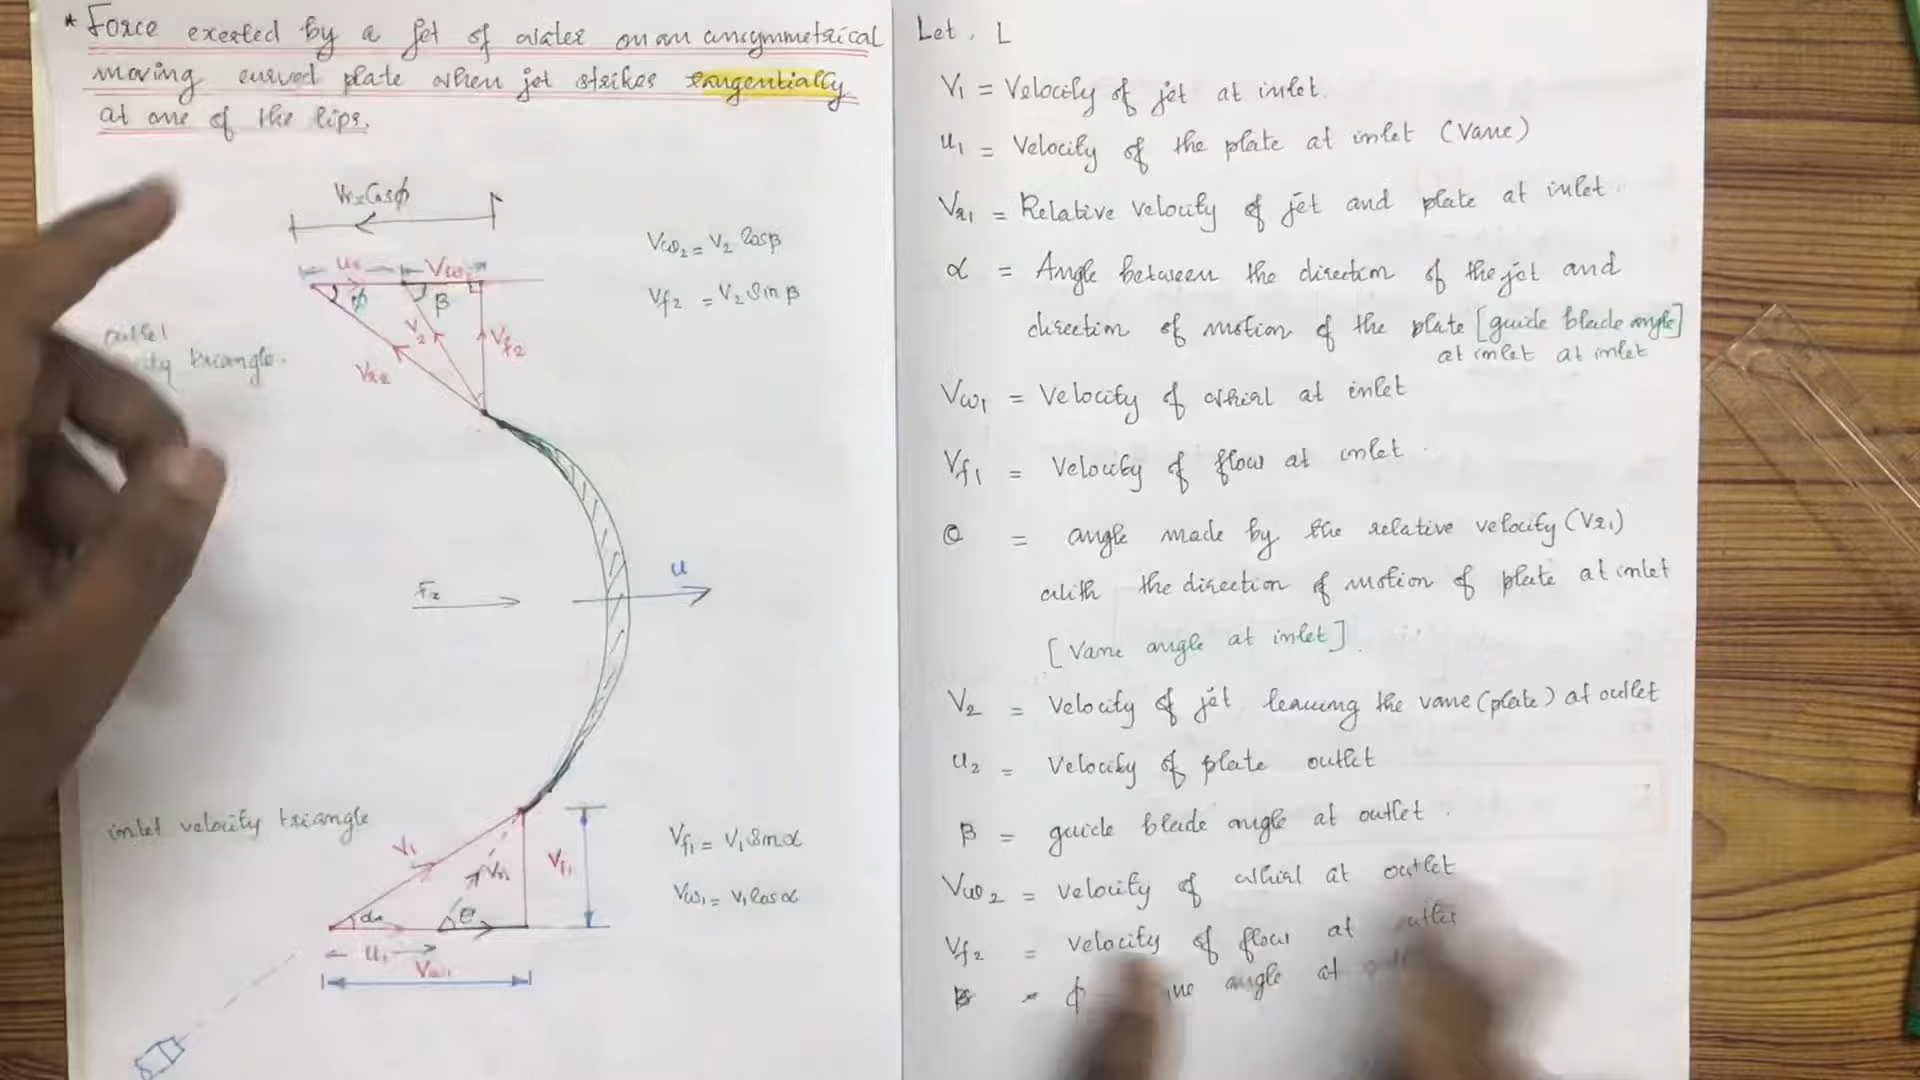 * Force exerted by a jet of water on an unsymmetrical
moving curved plate when jet strikes tangentially
at one of the tips.
Vr2 Cosϕ
u2 Vw2
ϕ β
V2
Vr2
Vf2
outlet
triangle.
Vw2 = V2 Cosβ
Vf2 = V2 Sin β
Fx
u
inlet velocity triangle
V1
Vr1
Vf1
α θ
u1
Vw1
Vf1 = V1 Sinα
Vw1 = V1 Cosα
Let, L
V1 = Velocity of jet at inlet.
u1 = Velocity of the plate at inlet (Vane)
Vr1 = Relative velocity of jet and plate at inlet.
α = Angle between the direction of the jet and
direction of motion of the plate [guide blade angle]
at inlet at inlet
Vw1 = Velocity of whirl at inlet
Vf1 = Velocity of flow at inlet
θ = angle made by the relative velocity (Vr1)
with the direction of motion of plate at inlet
[Vane angle at inlet].
V2 = Velocity of jet leaving the vane (plate) at outlet
u2 = Velocity of plate outlet
β = guide blade angle at outlet.
Vw2 = Velocity of whirl at outlet
Vf2 = Velocity of flow at outlet
= ϕ angle at